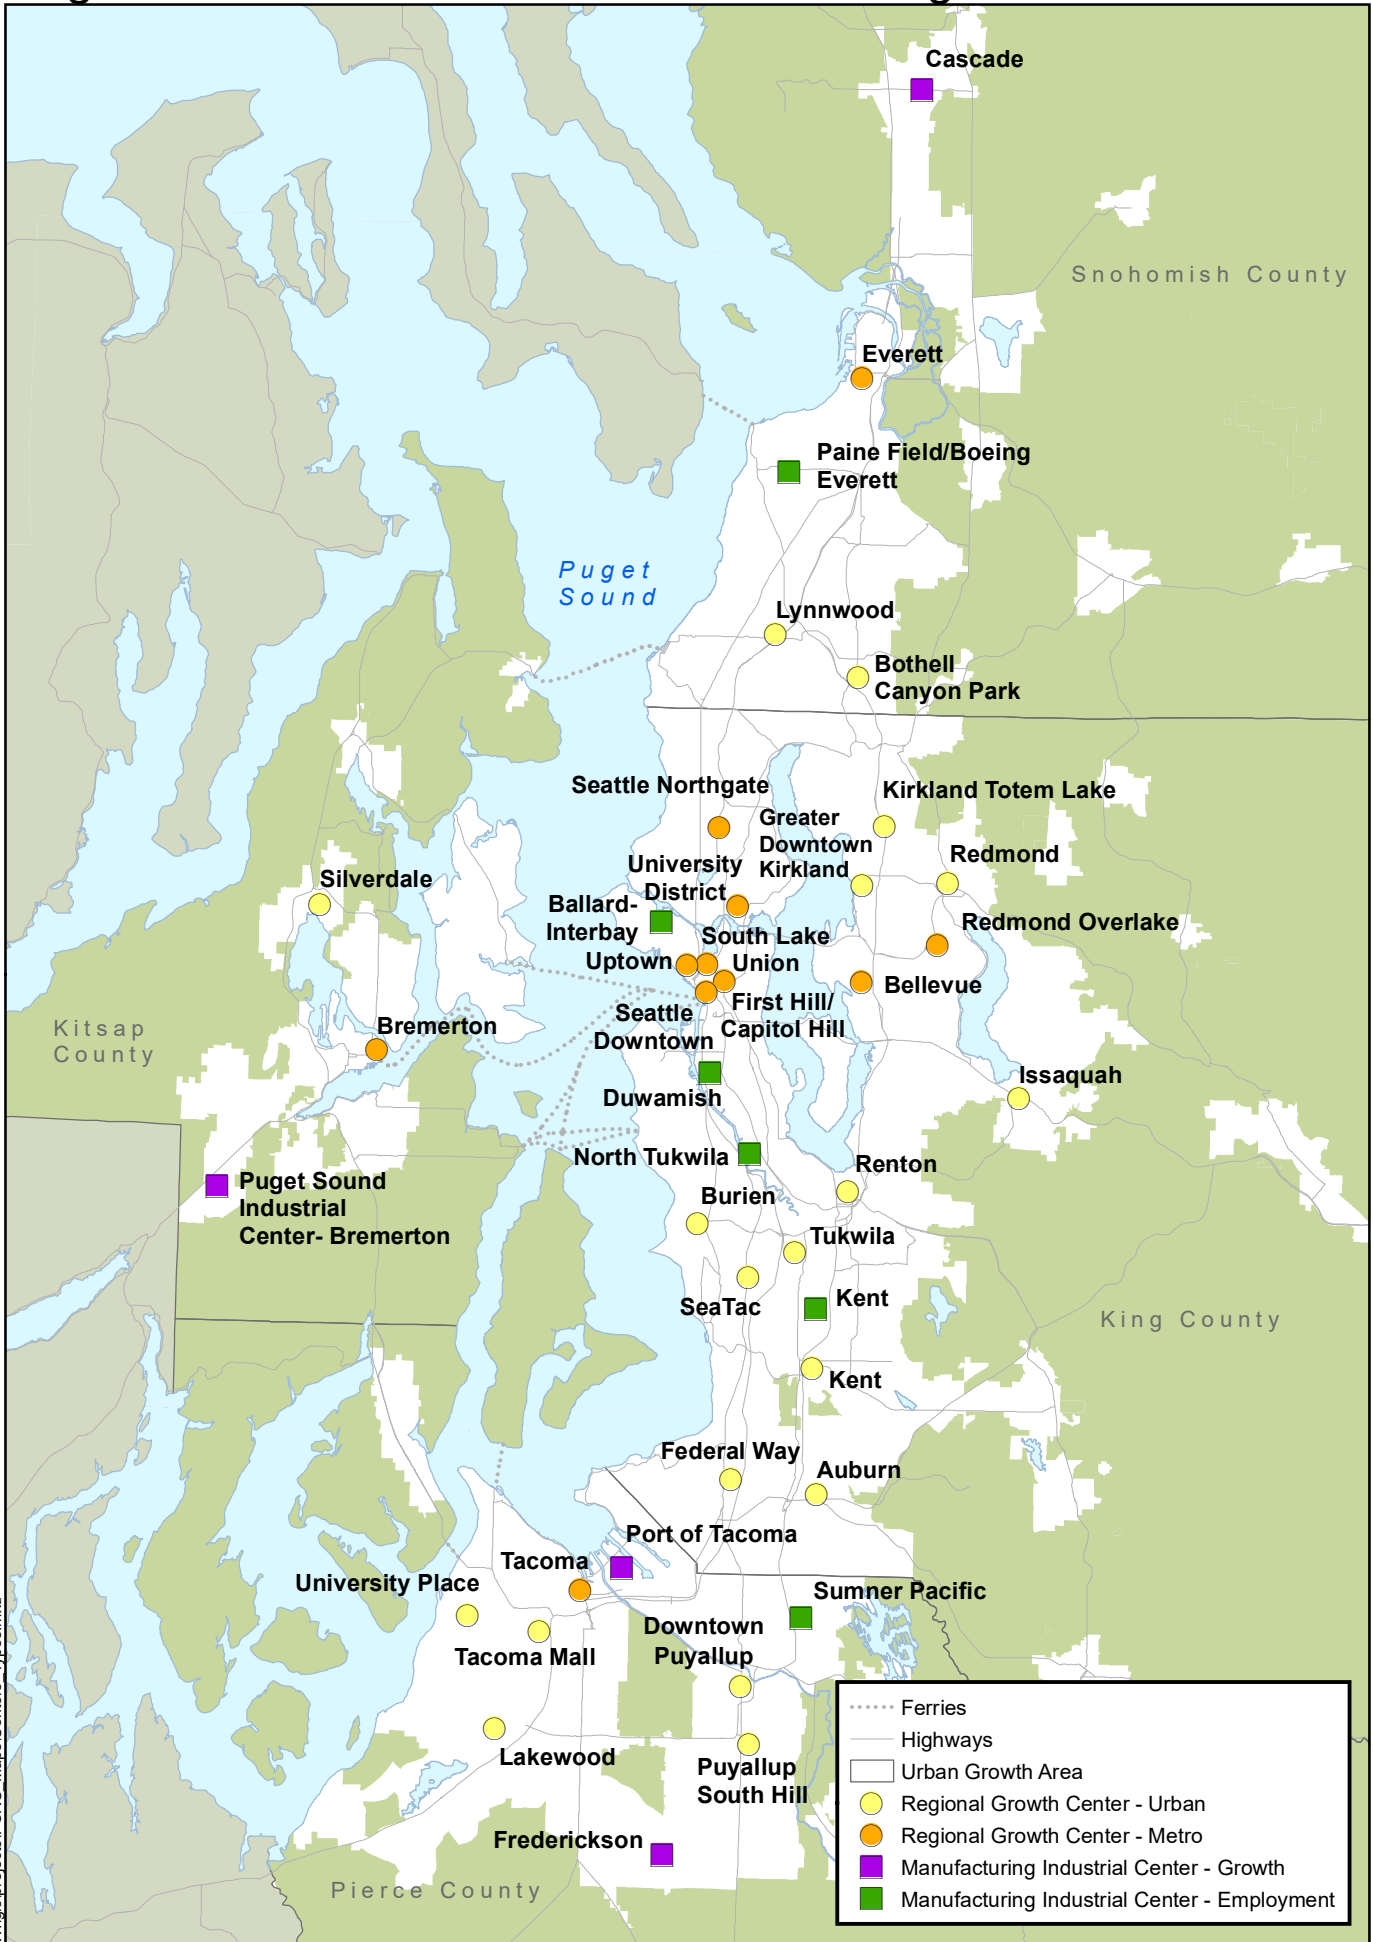 Cascade
Snohomish County
Everett
Paine Field/Boeing
Everett
Puget
Sound
Lynnwood
Bothell
Canyon Park
Seattle Northgate
Kirkland Totem Lake
Greater
Downtown
Kirkland
Redmond
University
District
Silverdale
Ballard-
Interbay
Redmond Overlake
South Lake
Union
Uptown
Bellevue
First Hill/
Capitol Hill
Seattle
Downtown
Kitsap
County
Bremerton
Issaquah
Duwamish
North Tukwila
Renton
Puget Sound
Industrial
Center- Bremerton
Burien
Tukwila
SeaTac
Kent
King County
Kent
Federal Way
Auburn
Port of Tacoma
Tacoma
University Place
Sumner Pacific
Downtown
Puyallup
Tacoma Mall
Lakewood
Puyallup
South Hill
Frederickson
Pierce County
Ferries
Highways
Urban Growth Area
Regional Growth Center - Urban
Regional Growth Center - Metro
Manufacturing Industrial Center - Growth
Manufacturing Industrial Center - Employment